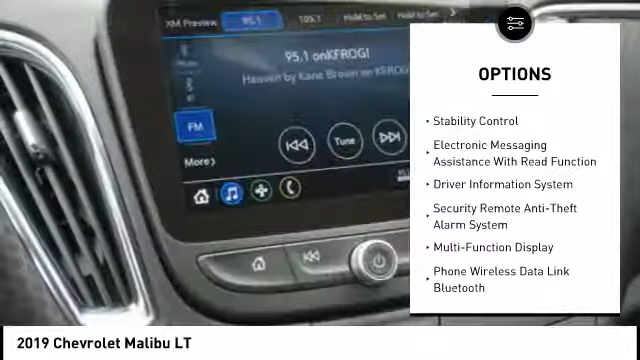 XM Preview 95.1 105.1 Hold to Set Hold to Set
95.1 onKFROG!
Heaven by Kane Brown on KFROG
FM
Tune
More
OPTIONS
• Stability Control
• Electronic Messaging
Assistance With Read Function
• Driver Information System
• Security Remote Anti-Theft
Alarm System
• Multi-Function Display
• Phone Wireless Data Link
Bluetooth
2019 Chevrolet Malibu LT